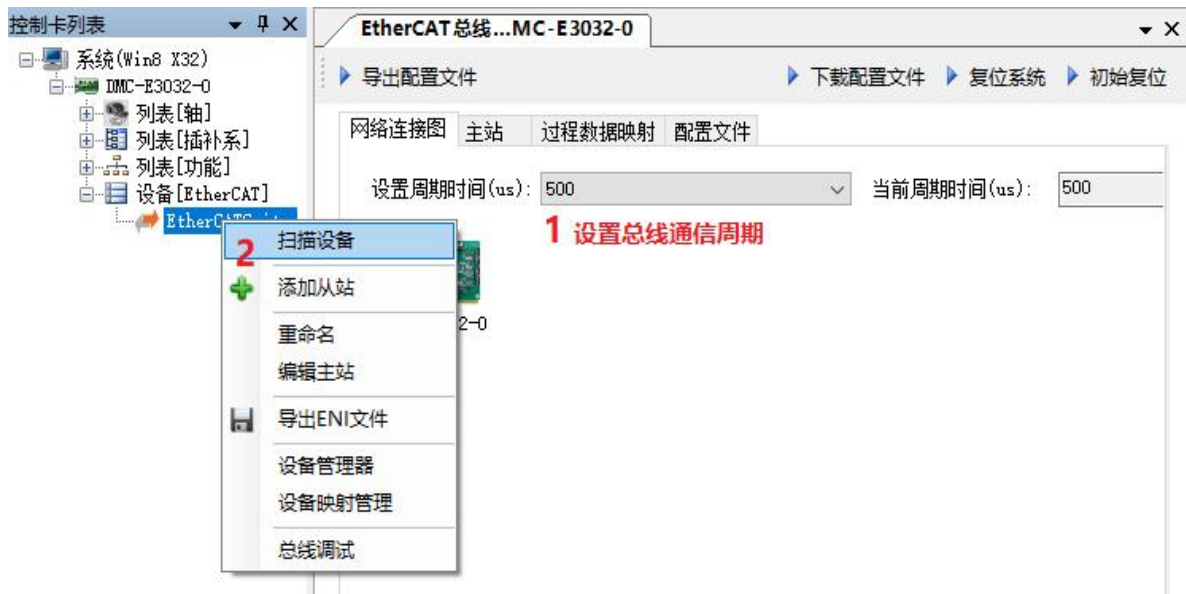 控制卡列表
系统(Win8 X32)
DMC-E3032-0
列表[轴]
列表[插补系]
列表[功能]
设备[EtherCAT]
扫描设备
添加从站
重命名
编辑主站
导出ENI文件
设备管理器
设备映射管理
总线调试
2
EtherCAT总线...MC-E3032-0
导出配置文件 下载配置文件 复位系统 初始复位
网络连接图 主站 过程数据映射 配置文件
设置周期时间(us): 500 当前周期时间(us): 500
1 设置总线通信周期
2-0